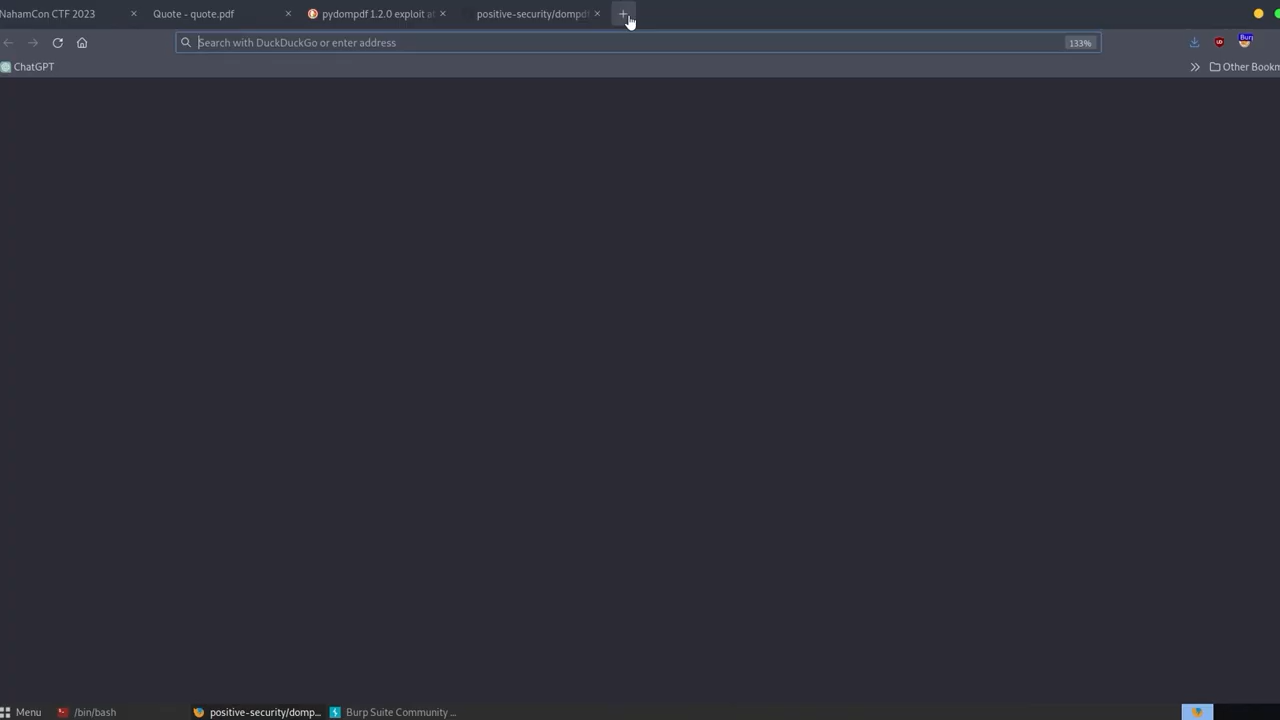 NahamCon CTF 2023
Quote - quote.pdf
pydompdf 1.2.0 exploit at
positive-security/dompdf
Search with DuckDuckGo or enter address
133%
Burp
ChatGPT
Other Bookm
Menu
/bin/bash
positive-security/domp...
Burp Suite Community ...